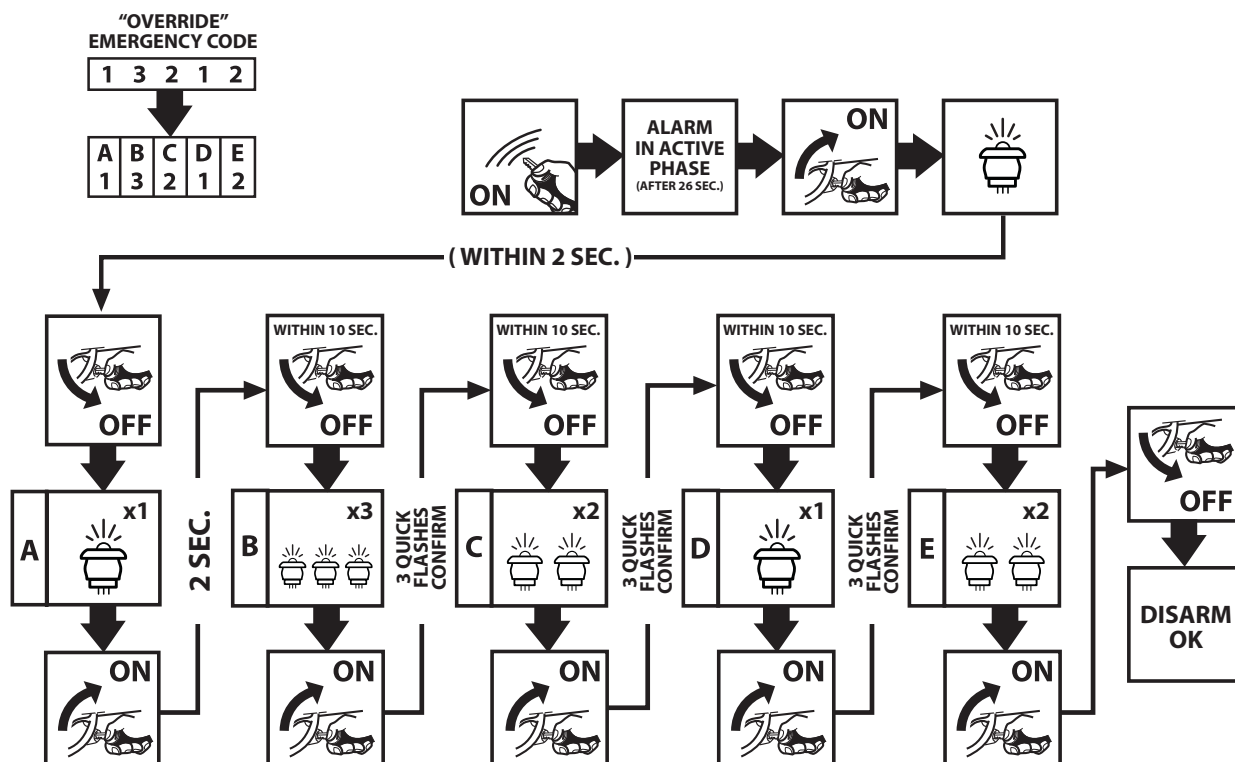 “OVERRIDE”
EMERGENCY CODE
1 3 2 1 2
A B C D E
1 3 2 1 2
ON
ALARM
IN ACTIVE
PHASE
(AFTER 26 SEC.)
ON
( WITHIN 2 SEC. )
OFF
A
x1
ON
2 SEC.
WITHIN 10 SEC.
OFF
B
x3
ON
3 QUICK
FLASHES
CONFIRM
WITHIN 10 SEC.
OFF
C
x2
ON
3 QUICK
FLASHES
CONFIRM
WITHIN 10 SEC.
OFF
D
x1
ON
3 QUICK
FLASHES
CONFIRM
WITHIN 10 SEC.
OFF
E
x2
ON
OFF
DISARM
OK